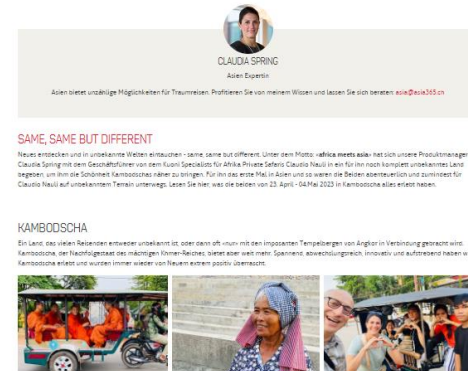 CLAUDIA SPRING
Asien Expertin
Asien bietet unzählige Möglichkeiten für Traumreisen. Profitieren Sie von meinem Wissen und lassen Sie sich beraten: asia@asia365.ch
SAME, SAME BUT DIFFERENT
Neues entdecken und in unbekannte Welten eintauchen - same, same but different. Unter dem Motto: «africa meets asia» hat sich unsere Produktmanager
Claudia Spring mit dem Geschäftsführer von dem Kuoni Specialists für Afrika Private Safaris Claudio Nauli in ein für ihn noch komplett unbekanntes Land
begeben, um ihm die Schönheit Kambodschas näher zu bringen. Für ihn das erste Mal in Asien und so waren die Beiden abenteuerlich und zumindest für
Claudio Nauli auf unbekanntem Terrain unterwegs. Lesen Sie hier, was die beiden von 23. April - 04.Mai 2023 in Kambodscha alles erlebt haben.
KAMBODSCHA
Ein Land, das vielen Reisenden entweder unbekannt ist, oder dann oft «nur» mit den imposanten Tempelbergen von Angkor in Verbindung gebracht wird.
Kambodscha, der Nachfolgestaat des mächtigen Khmer-Reiches, bietet aber weit mehr. Spannend, abwechslungsreich, innovativ und aufstrebend haben w
Kambodscha erlebt und wurden immer wieder von Neuem extrem positiv überrascht.